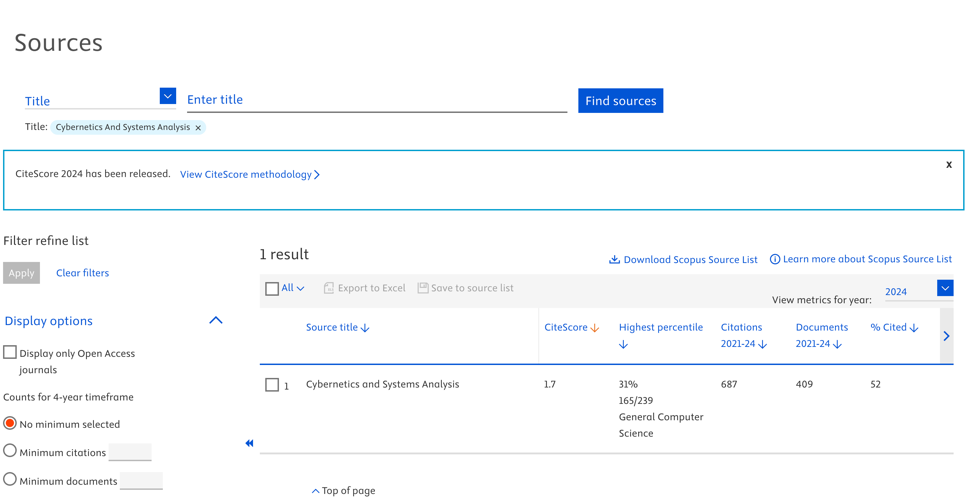 Sources
Title
Enter title
Find sources
Title: Cybernetics And Systems Analysis x
CiteScore 2024 has been released. View CiteScore methodology
x
Filter refine list
Apply
Clear filters
Display options
Display only Open Access
journals
Counts for 4-year timeframe
No minimum selected
Minimum citations
Minimum documents
1 result
Download Scopus Source List
Learn more about Scopus Source List
All
Export to Excel
Save to source list
View metrics for year:
2024
Source title
CiteScore
Highest percentile
Citations
2021-24
Documents
2021-24
% Cited
1
Cybernetics and Systems Analysis
1.7
31%
165/239
General Computer
Science
687
409
52
Top of page